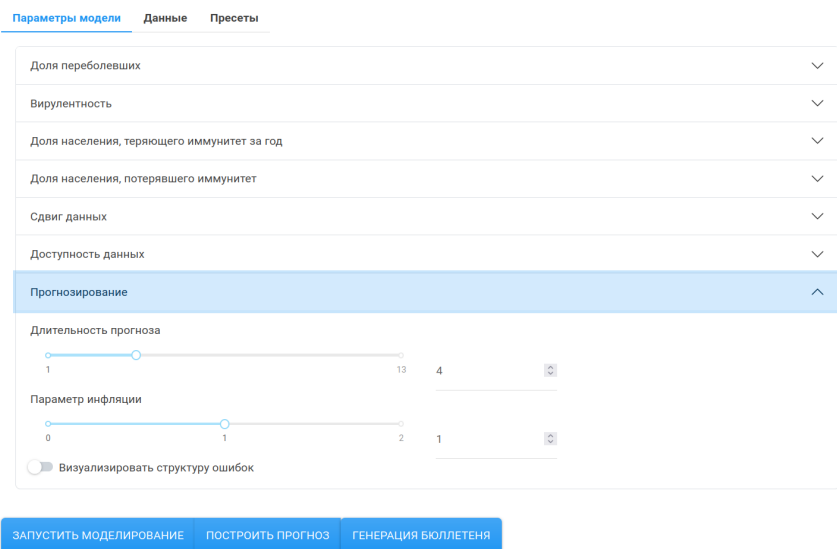 Параметры модели Данные Пресеты
Доля переболевших
Вирулентность
Доля населения, теряющего иммунитет за год
Доля населения, потерявшего иммунитет
Сдвиг данных
Доступность данных
Прогнозирование
Длительность прогноза
1 13 4
Параметр инфляции
0 1 2 1
Визуализировать структуру ошибок
ЗАПУСТИТЬ МОДЕЛИРОВАНИЕ ПОСТРОИТЬ ПРОГНОЗ ГЕНЕРАЦИЯ БЮЛЛЕТЕНЯ